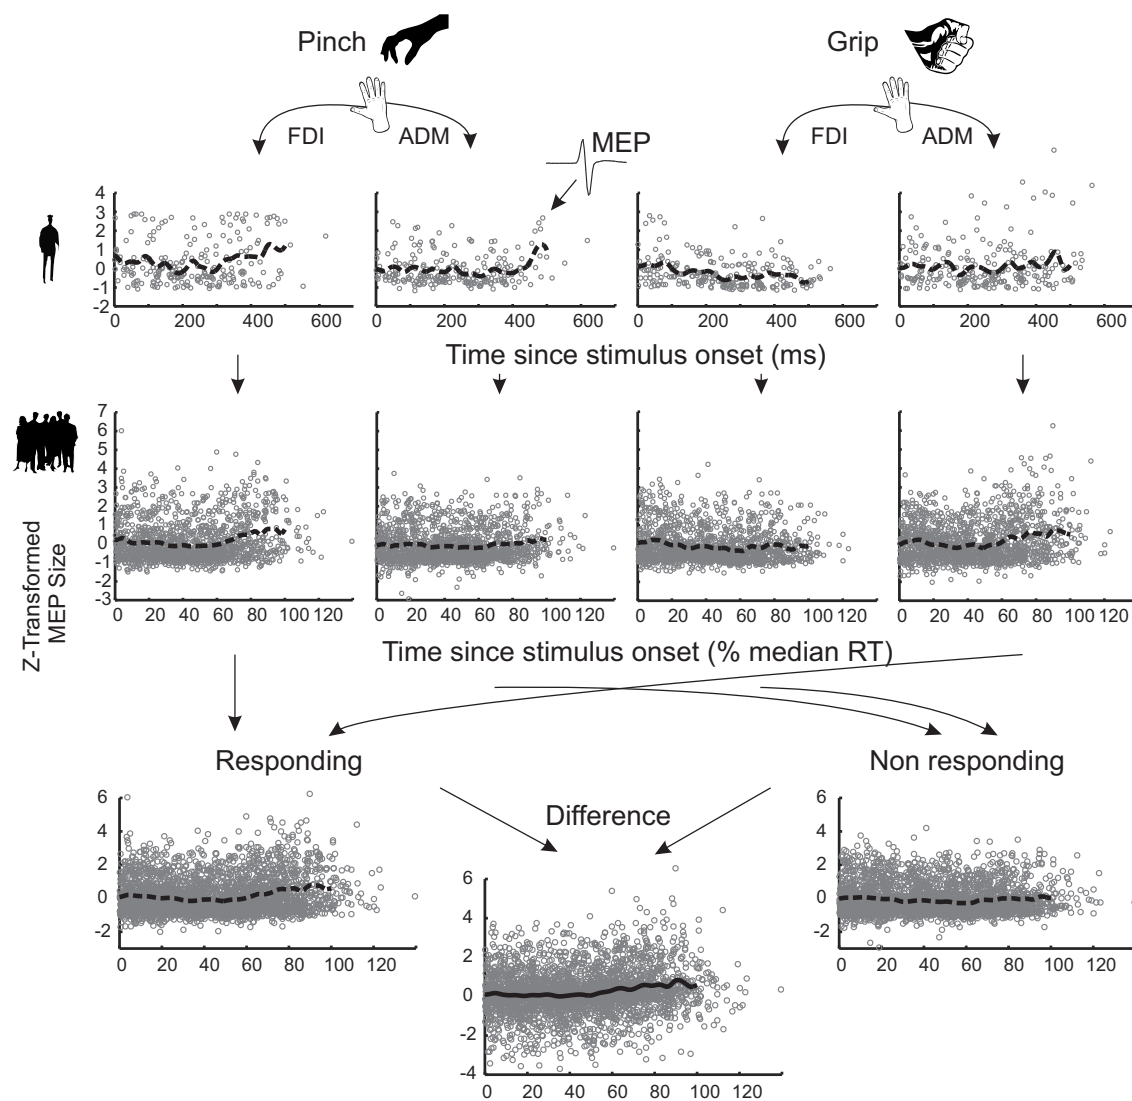 Pinch Grip
FDI ADM FDI ADM
MEP
4
3
2
1
0
-1
-2
0 200 400 600 0 200 400 600 0 200 400 600 0 200 400 600
Time since stimulus onset (ms)
7
6
5
4
3
2
1
0
-1
-2
-3
0 20 40 60 80 100 120 0 20 40 60 80 100 120 0 20 40 60 80 100 120 0 20 40 60 80 100 120
Z-Transformed
MEP Size
Time since stimulus onset (% median RT)
Responding Non responding
Difference
6
4
2
0
-2
0 20 40 60 80 100 120
6
4
2
0
-2
-4
0 20 40 60 80 100 120
6
4
2
0
-2
0 20 40 60 80 100 120